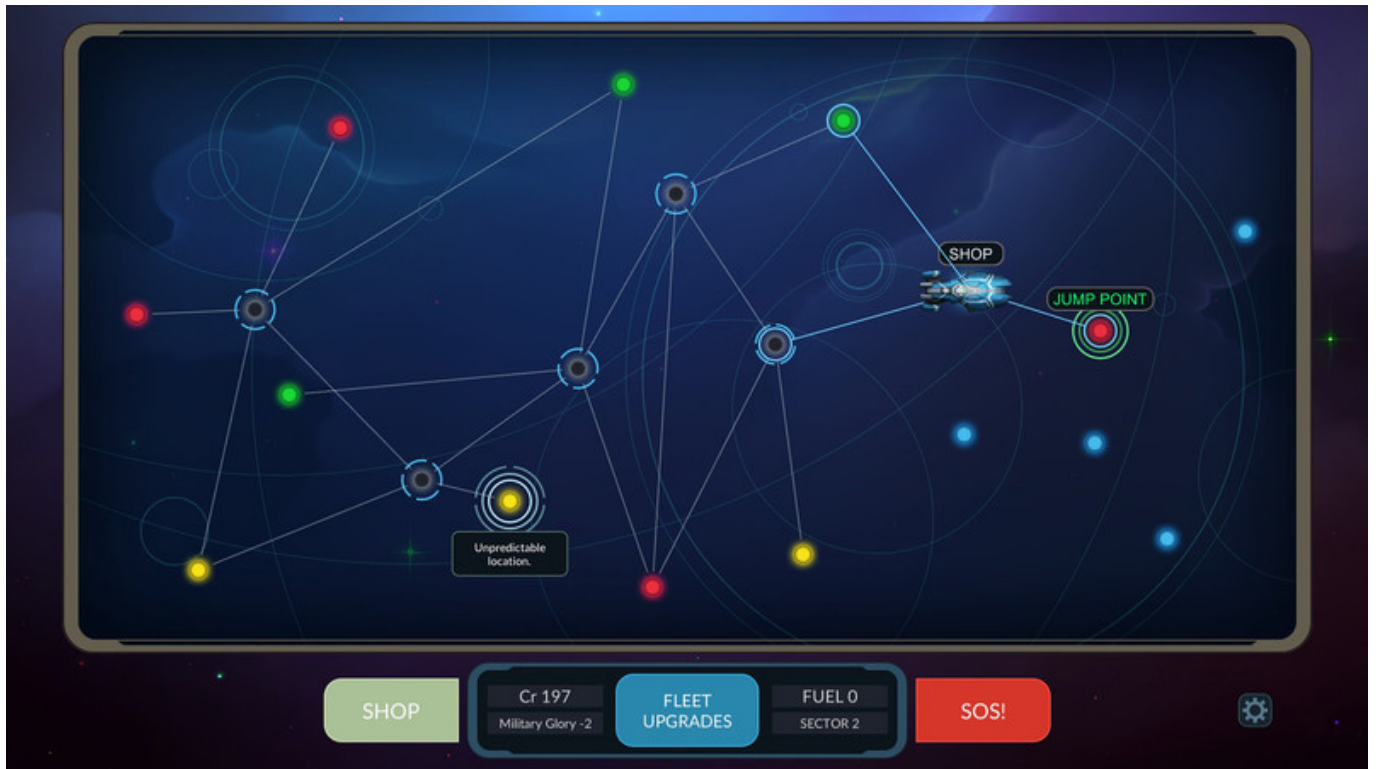 SHOP
JUMP POINT
Unpredictable
location.
SHOP
Cr 197
Military Glory -2
FLEET
UPGRADES
FUEL 0
SECTOR 2
SOS!